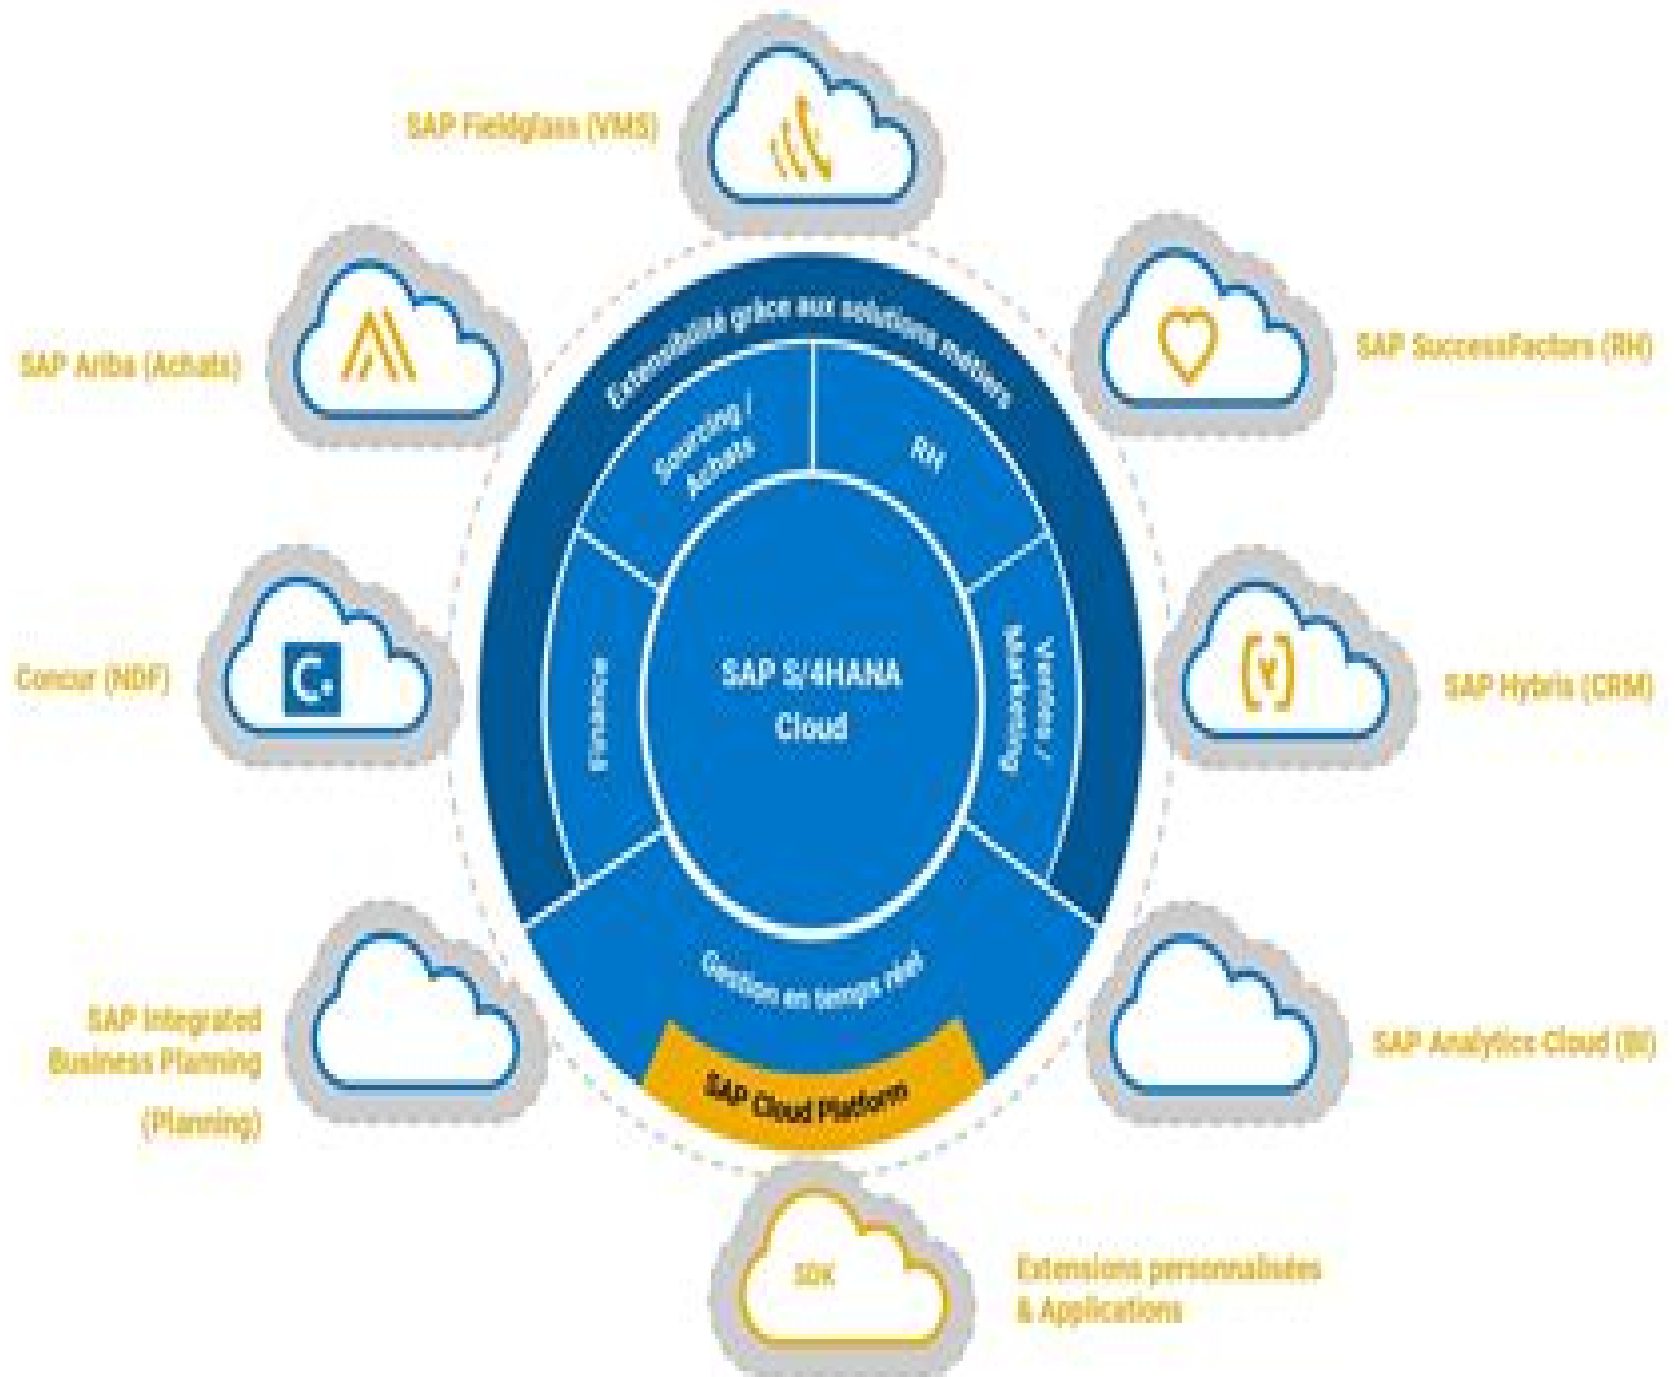 SAP Fieldglass (VMS)
SAP Ariba (Achats)
SAP SuccessFactors (RH)
Extensibilité grâce aux solutions métiers
Sourcing /
Achats
RH
Concur (NDF)
C.
Finance
SAP S/4HANA
Cloud
Ventes /
Marketing
SAP Hybris (CRM)
SAP Integrated
Business Planning
(Planning)
Gestion en temps réel
SAP Analytics Cloud (BI)
SAP Cloud Platform
SDK
Extensions personnalisées
& Applications